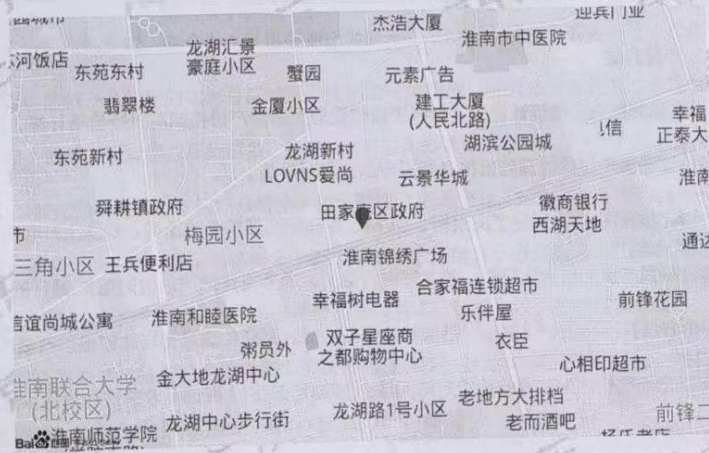 杰浩大厦
迎宾门业
淮南市中医院
龙湖汇景
豪庭小区
河饭店
东苑东村
蟹园
元素广告
翡翠楼
金厦小区
建工大厦
(人民北路)
信
幸福
正泰大
湖滨公园城
龙湖新村
东苑新村
LOVNS爱尚
云景华城
淮南
舜耕镇政府
田家
区政府
徽商银行
西湖天地
市
梅园小区
通达
淮南锦绣广场
三角小区
王兵便利店
合家福连锁超市
幸福树电器
前锋花园
信谊尚城公寓
淮南和睦医院
乐伴屋
双子星座商
之都购物中心
衣臣
粥员外
心相印超市
金大地龙湖中心
淮南联合大学
(北校区)
龙湖路1号小区
老地方大排档
前锋二
龙湖中心步行街
老而酒吧
Bai
淮南师范学院